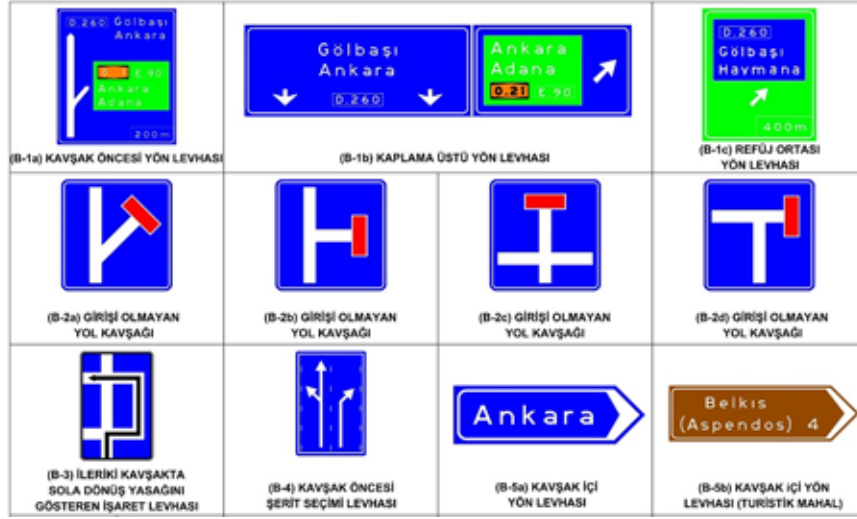 D.260 Gölbaşı
Ankara
E.90
Ankara
Adana
200m
(B-1a) KAVŞAK ÖNCESİ YÖN LEVHASI
Gölbaşı
Ankara
D.260
Ankara
Adana
0.21 E.90
(B-1b) KAPLAMA ÜSTÜ YÖN LEVHASI
D.260
Gölbaşı
Haymana
400m
(B-1c) REFÜJ ORTASI
YÖN LEVHASI
(B-2a) GİRİŞİ OLMAYAN
YOL KAVŞAĞI
(B-2b) GİRİŞİ OLMAYAN
YOL KAVŞAĞI
(B-2c) GİRİŞİ OLMAYAN
YOL KAVŞAĞI
(B-2d) GİRİŞİ OLMAYAN
YOL KAVŞAĞI
(B-3) İLERİKİ KAVŞAKTA
SOLA DÖNÜŞ YASAĞINI
GÖSTEREN İŞARET LEVHASI
(B-4) KAVŞAK ÖNCESİ
ŞERİT SEÇİMİ LEVHASI
Ankara
(B-5a) KAVŞAK İÇİ
YÖN LEVHASI
Belkıs
(Aspendos) 4
(B-5b) KAVŞAK İÇİ YÖN
LEVHASI (TURİSTİK MAHAL)